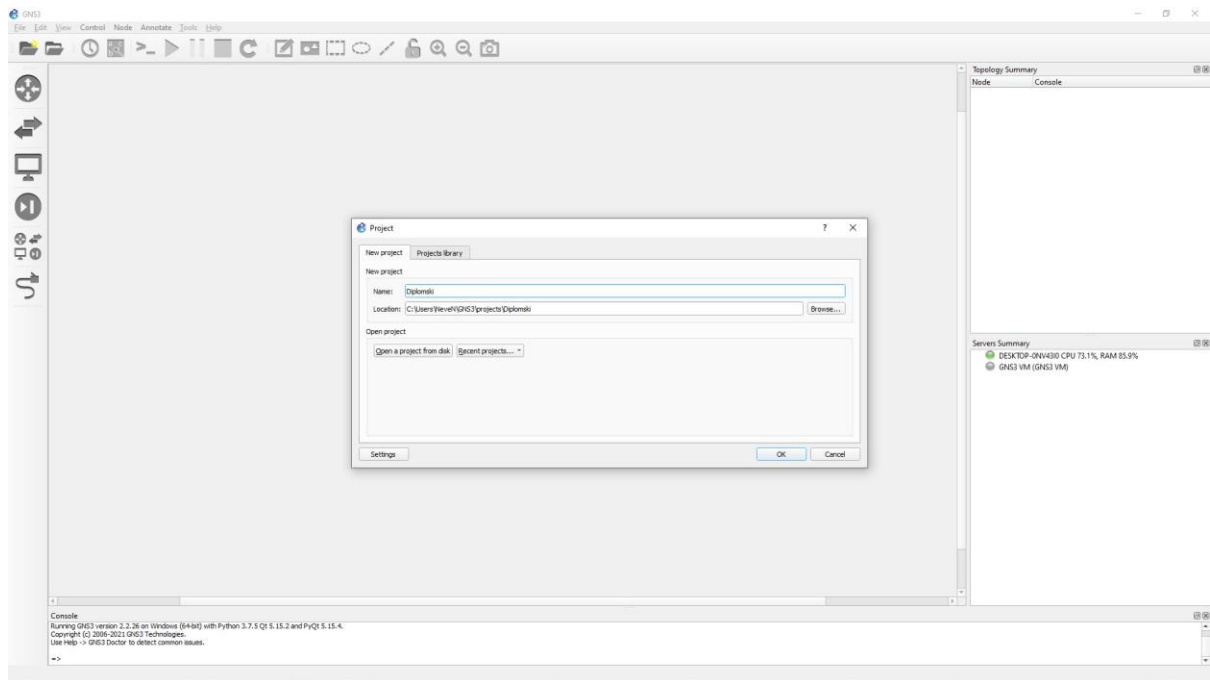 GNS3
File Edit View Control Node Annotate Tools Help
Topology Summary
Node Console
Project
New project Projects library
New project
Name: Diplomski
Location: C:\Users\NeveN\GNS3\projects\Diplomski Browse...
Open project
Open a project from disk Recent projects...
Settings OK Cancel
Servers Summary
DESKTOP-0NV43I0 CPU 73.1%, RAM 85.9%
GNS3 VM (GNS3 VM)
Console
Running GNS3 version 2.2.26 on Windows (64-bit) with Python 3.7.5 Qt 5.15.2 and PyQt 5.15.4.
Copyright (c) 2006-2021 GNS3 Technologies.
Use Help -> GNS3 Doctor to detect common issues.
=>